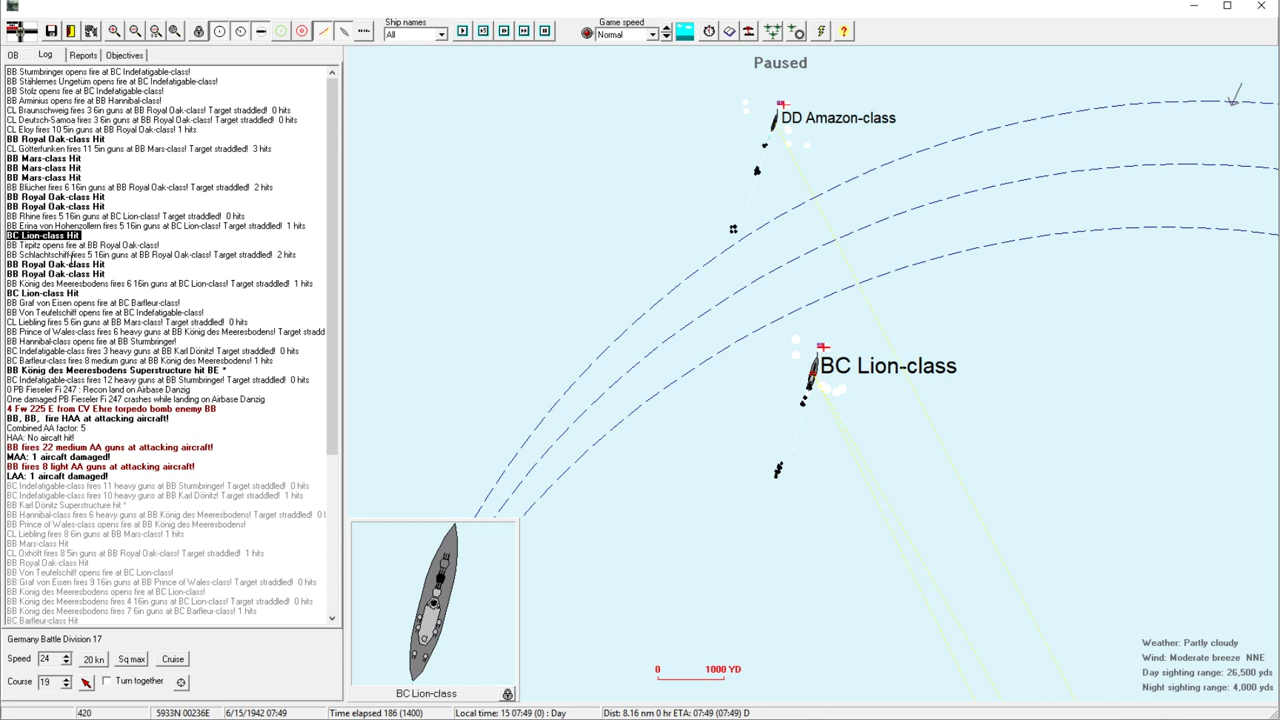 Ship names
All
Game speed
Normal
OB
Log
Reports
Objectives
BB Sturmbringer opens fire at BC Indefatigable-class!
BB Stählernes Ungetüm opens fire at BC Indefatigable-class!
BB Stolz opens fire at BC Indefatigable-class!
BB Arminius opens fire at BB Hannibal-class!
CL Braunschweig fires 3 6in guns at BB Royal Oak-class! Target straddled!  0 hits
CL Deutsch-Samoa fires 3 6in guns at BB Royal Oak-class! Target straddled!  0 hits
CL Eloy fires 10 5in guns at BB Royal Oak-class! 1 hits
BB Royal Oak-class Hit
CL Götterfunken fires 11 5in guns at BB Mars-class! Target straddled!  3 hits
BB Mars-class Hit
BB Mars-class Hit
BB Mars-class Hit
BB Blücher fires 6 16in guns at BB Royal Oak-class! Target straddled!  2 hits
BB Royal Oak-class Hit
BB Royal Oak-class Hit
BB Rhine fires 5 16in guns at BC Lion-class! Target straddled!  0 hits
BB Erina von Hohenzollern fires 5 16in guns at BC Lion-class! Target straddled!  1 hits
BC Lion-class Hit
BB Tirpitz opens fire at BB Royal Oak-class!
BB Schlachtschiff fires 5 16in guns at BB Royal Oak-class! Target straddled!  2 hits
BB Royal Oak-class Hit
BB Royal Oak-class Hit
BB König des Meeresbodens fires 6 16in guns at BC Lion-class! Target straddled!  1 hits
BC Lion-class Hit
BB Graf von Eisen opens fire at BC Barfleur-class!
BB Von Teufelschiff opens fire at BC Indefatigable-class!
CL Liebling fires 5 6in guns at BB Mars-class! Target straddled!  0 hits
BB Prince of Wales-class fires 6 heavy guns at BB König des Meeresbodens! Target stradd
BB Hannibal-class opens fire at BB Sturmbringer!
BC Indefatigable-class fires 3 heavy guns at BB Karl Dönitz! Target straddled!  0 hits
BC Barfleur-class fires 8 medium guns at BB König des Meeresbodens! 1 hits
BB König des Meeresbodens Superstructure hit BE *
BC Indefatigable-class fires 12 heavy guns at BB Sturmbringer! Target straddled!  0 hits
0 PB Fieseler Fi 247 : Recon land on Airbase Danzig
One damaged PB Fieseler Fi 247 crashes while landing on Airbase Danzig
4 Fw 225 E from CV Ehre torpedo bomb enemy BB
BB, BB,  fire HAA at attacking aircraft!
Combined AA factor: 5
HAA: No aircaft hit!
BB fires 22 medium AA guns at attacking aircraft!
MAA: 1 aircaft damaged!
BB fires 8 light AA guns at attacking aircraft!
LAA: 1 aircaft damaged!
BC Indefatigable-class fires 11 heavy guns at BB Sturmbringer! Target straddled!  0 hits
BC Indefatigable-class fires 10 heavy guns at BB Karl Dönitz! Target straddled!  1 hits
BB Karl Dönitz Superstructure hit *
BB Hannibal-class fires 6 heavy guns at BB König des Meeresbodens! Target straddled!  0 l
BB Prince of Wales-class opens fire at BB König des Meeresbodens!
CL Liebling fires 8 6in guns at BB Mars-class! 1 hits
BB Mars-class Hit
CL Oxhöft fires 8 5in guns at BB Royal Oak-class! Target straddled!  1 hits
BB Royal Oak-class Hit
BB Von Teufelschiff opens fire at BC Lion-class!
BB Graf von Eisen fires 9 16in guns at BB Prince of Wales-class! Target straddled!  0 hits
BB König des Meeresbodens opens fire at BC Lion-class!
BB König des Meeresbodens fires 4 16in guns at BC Lion-class! Target straddled!  0 hits
BB König des Meeresbodens fires 7 6in guns at BC Barfleur-class! 1 hits
BC Barfleur-class Hit
Germany Battle Division 17
Speed
24
20 kn
Sq max
Cruise
Course
19
Turn together
Paused
DD Amazon-class
BC Lion-class
BC Lion-class
0
1000 YD
Weather: Partly cloudy
Wind: Moderate breeze  NNE
Day sighting range: 26,500 yds
Night sighting range: 4,000 yds
420
5933N 00236E
6/15/1942 07:49
Time elapsed 186 (1400)
Local time: 15 07:49 (0) : Day
Dist: 8.16 nm 0 hr ETA: 07:49 (07:49) D